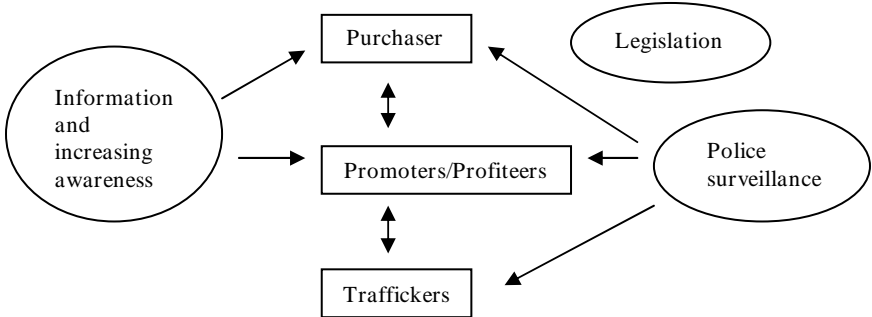 Purchaser
Legislation
Information
and
increasing
awareness
Promoters/Profiteers
Police
surveillance
Traffickers